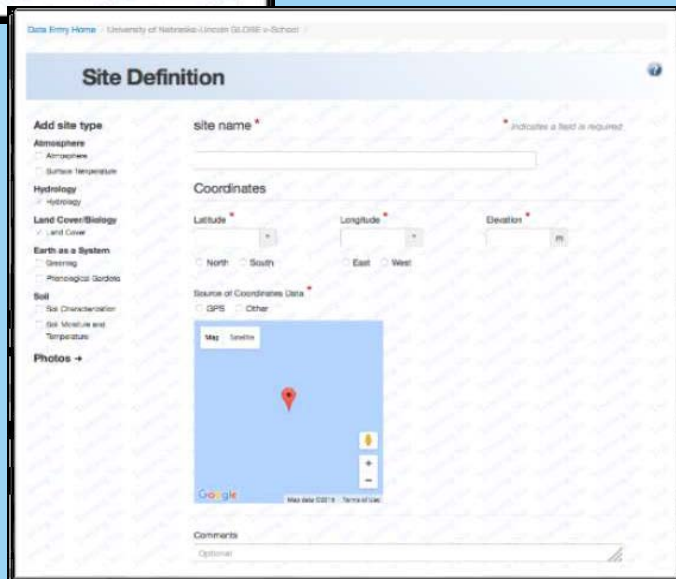 Data Entry Home / University of Nebraska-Lincoln GLOBE v-School /
Site Definition
Add site type
Atmosphere
Atmosphere
Surface Temperature
Hydrology
Hydrology
Land Cover/Biology
Land Cover
Earth as a System
Greening
Phenological Gardens
Soil
Soil Characterization
Soil Moisture and
Temperature
Photos →
site name *
* indicates a field is required
Coordinates
Latitude * Longitude * Elevation *
° ° m
North South East West
Source of Coordinates Data *
GPS Other
Map Satellite
+
−
Google
Map data ©2016 Terms of Use
Comments
Optional